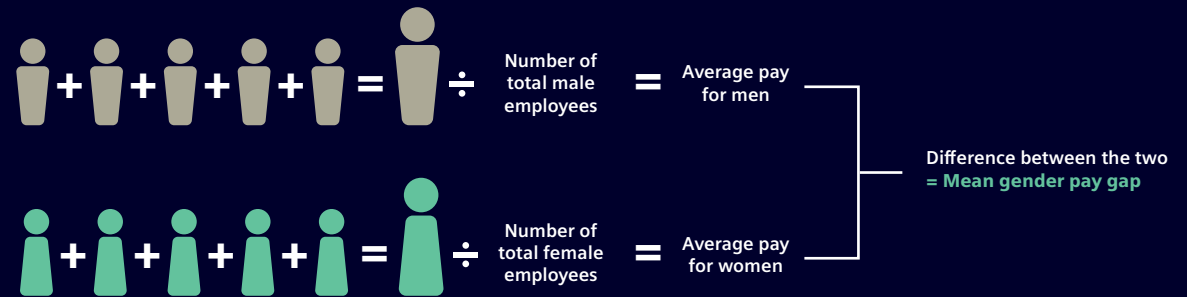 Number of
total male
employees
Average pay
for men
Difference between the two
= Mean gender pay gap
Number of
total female
employees
Average pay
for women